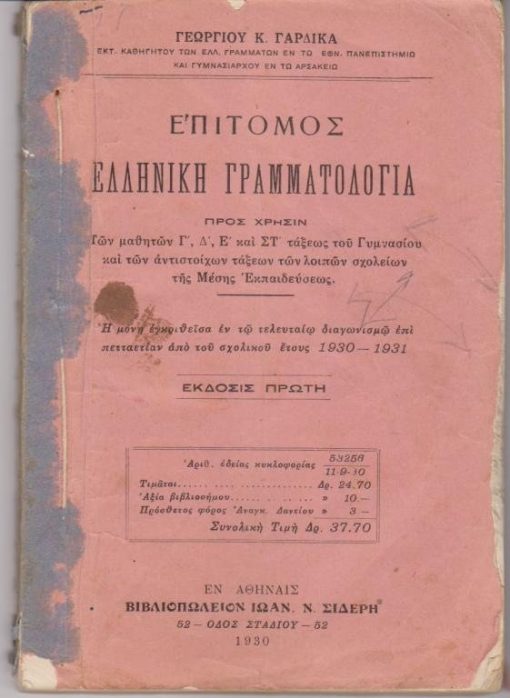 ΓΕΩΡΓΙΟΥ Κ. ΓΑΡΔΙΚΑ
ΕΚΤ. ΚΑΘΗΓΗΤΟΥ ΤΩΝ ΕΛΛ. ΓΡΑΜΜΑΤΩΝ ΕΝ ΤΩ ΕΘΝ. ΠΑΝΕΠΙΣΤΗΜΙΩ
ΚΑΙ ΓΥΜΝΑΣΙΑΡΧΟΥ ΕΝ ΤΩ ΑΡΣΑΚΕΙΩ
ΕΠΙΤΟΜΟΣ
ΕΛΛΗΝΙΚΗ ΓΡΑΜΜΑΤΟΛΟΓΙΑ
ΠΡΟΣ ΧΡΗΣΙΝ
Τῶν μαθητῶν Γ΄, Δ΄, Ε΄ καὶ ΣΤ΄ τάξεως τοῦ Γυμνασίου
καὶ τῶν ἀντιστοίχων τάξεων τῶν λοιπῶν σχολείων
τῆς Μέσης Ἐκπαιδεύσεως.
Ἡ μόνη ἐγκριθεῖσα ἐν τῷ τελευταίῳ διαγωνισμῷ ἐπὶ
πενταετίαν ἀπὸ τοῦ σχολικοῦ ἔτους 1930 — 1931
ΕΚΔΟΣΙΣ ΠΡΩΤΗ
Ἀριθ. ἀδείας κυκλοφορίας 53256
11-9-30
Τιμᾶται................................ Δρ. 24.70
Ἀξία βιβλιοσήμου................ » 10.—
Πρόσθετος φόρος Ἀναγκ. Δανείου » 3 —
Συνολικὴ Τιμὴ Δρ. 37.70
ΕΝ ΑΘΗΝΑΙΣ
ΒΙΒΛΙΟΠΩΛΕΙΟΝ ΙΩΑΝ. Ν. ΣΙΔΕΡΗ
52 — ΟΔΟΣ ΣΤΑΔΙΟΥ — 52
1930